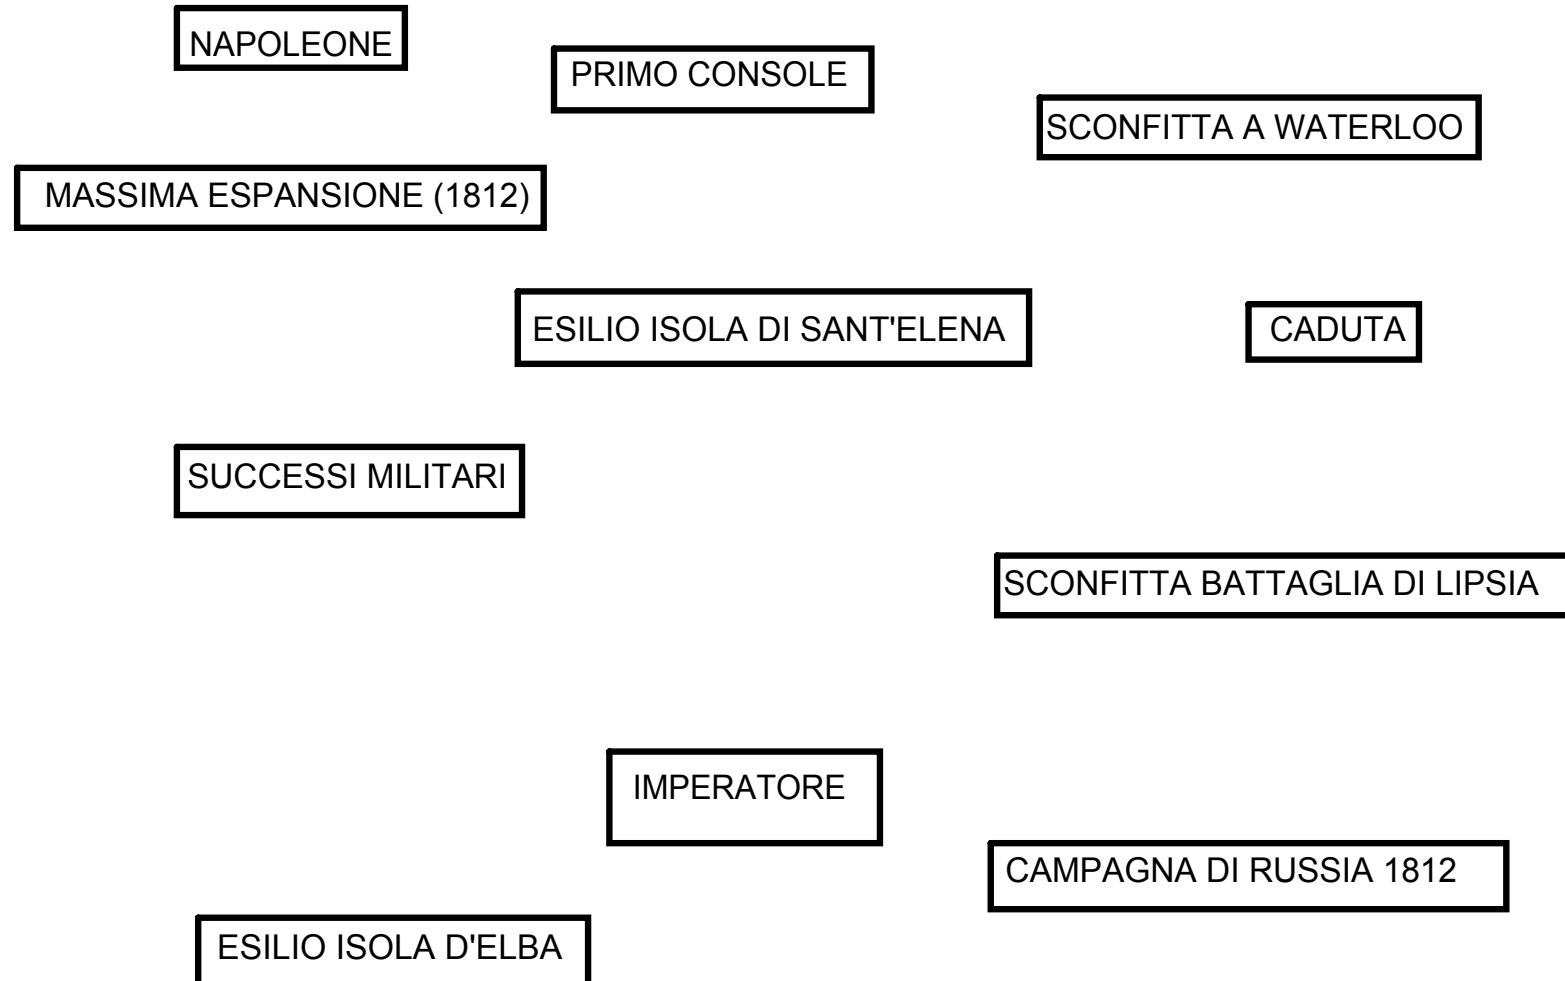 NAPOLEONE
PRIMO CONSOLE
SCONFITTA A WATERLOO
MASSIMA ESPANSIONE (1812)
ESILIO ISOLA DI SANT'ELENA
CADUTA
SUCCESSI MILITARI
SCONFITTA BATTAGLIA DI LIPSIA
IMPERATORE
CAMPAGNA DI RUSSIA 1812
ESILIO ISOLA D'ELBA